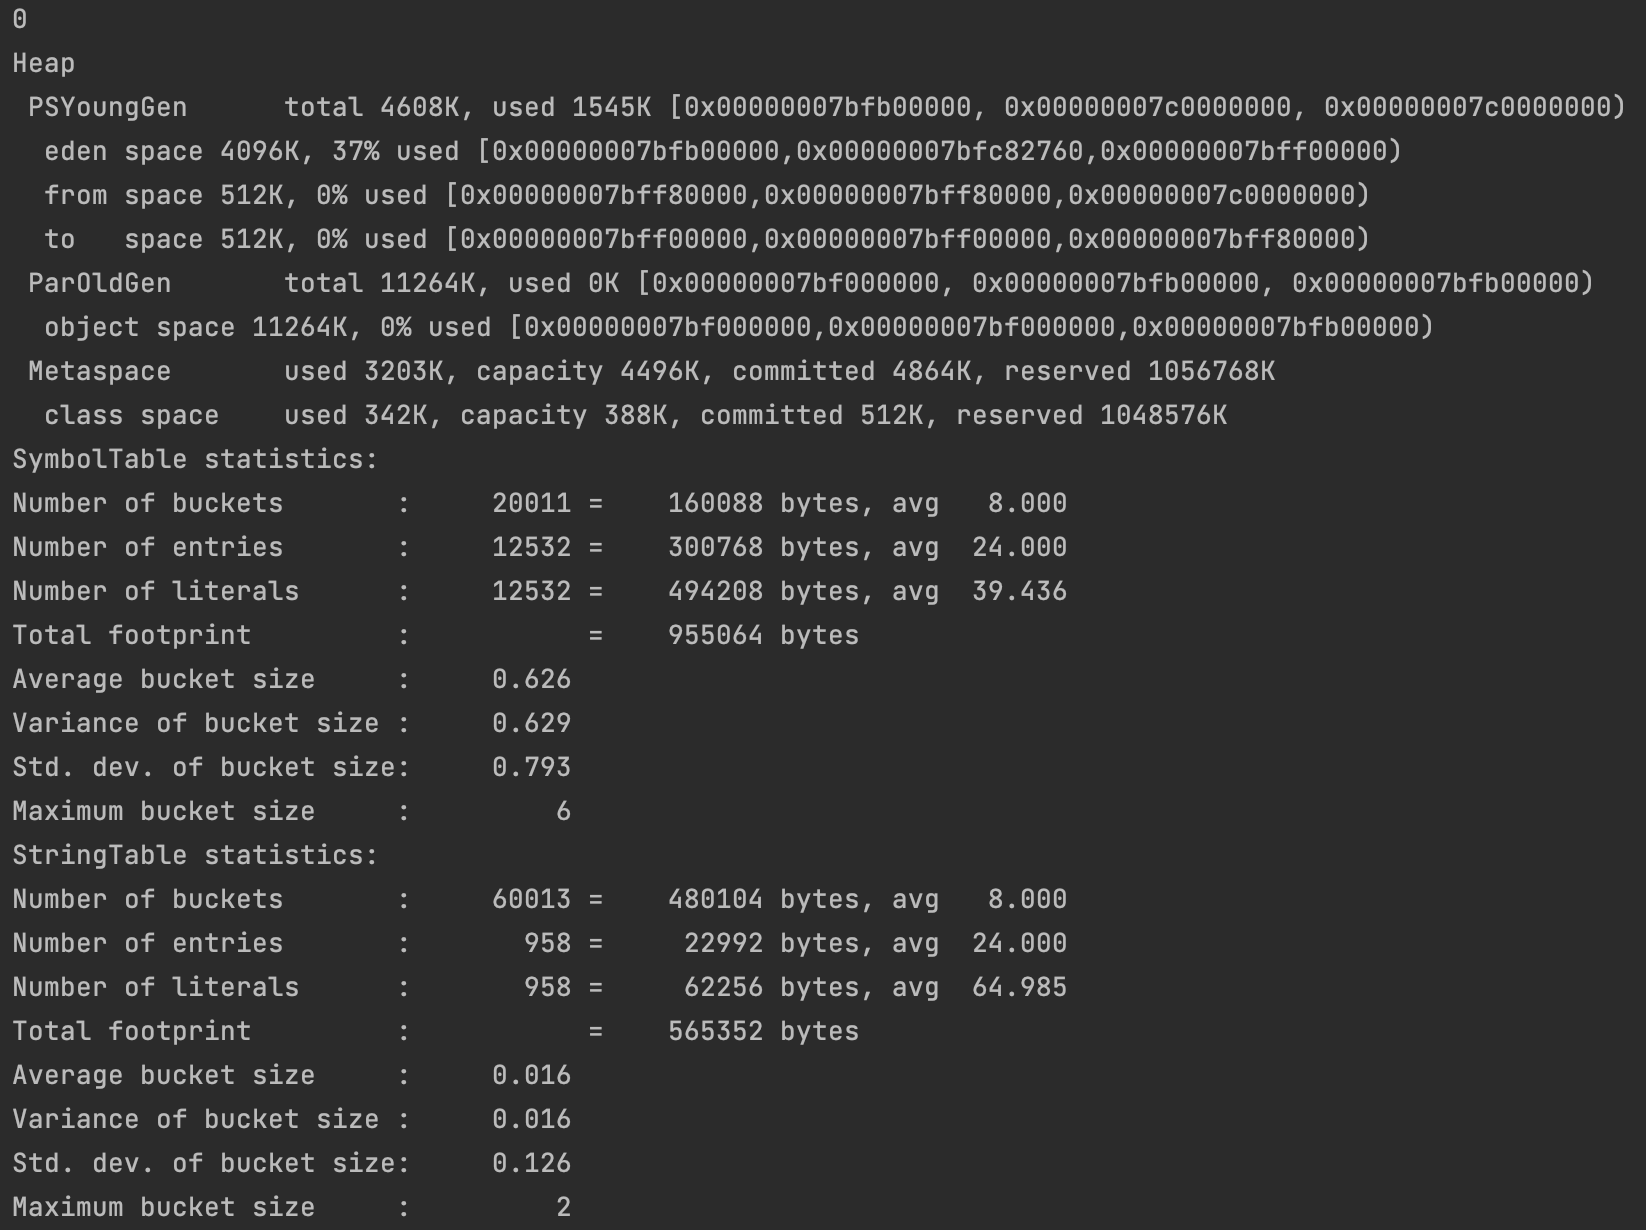 0
Heap
 PSYoungGen      total 4608K, used 1545K [0x00000007bfb00000, 0x00000007c0000000, 0x00000007c0000000)
  eden space 4096K, 37% used [0x00000007bfb00000,0x00000007bfc82760,0x00000007bff00000)
  from space 512K, 0% used [0x00000007bff80000,0x00000007bff80000,0x00000007c0000000)
  to   space 512K, 0% used [0x00000007bff00000,0x00000007bff00000,0x00000007bff80000)
 ParOldGen       total 11264K, used 0K [0x00000007bf000000, 0x00000007bfb00000, 0x00000007bfb00000)
  object space 11264K, 0% used [0x00000007bf000000,0x00000007bf000000,0x00000007bfb00000)
 Metaspace       used 3203K, capacity 4496K, committed 4864K, reserved 1056768K
  class space    used 342K, capacity 388K, committed 512K, reserved 1048576K
SymbolTable statistics:
Number of buckets       :     20011 =    160088 bytes, avg   8.000
Number of entries       :     12532 =    300768 bytes, avg  24.000
Number of literals      :     12532 =    494208 bytes, avg  39.436
Total footprint         :           =    955064 bytes
Average bucket size     :     0.626
Variance of bucket size :     0.629
Std. dev. of bucket size:     0.793
Maximum bucket size     :         6
StringTable statistics:
Number of buckets       :     60013 =    480104 bytes, avg   8.000
Number of entries       :       958 =     22992 bytes, avg  24.000
Number of literals      :       958 =     62256 bytes, avg  64.985
Total footprint         :           =    565352 bytes
Average bucket size     :     0.016
Variance of bucket size :     0.016
Std. dev. of bucket size:     0.126
Maximum bucket size     :         2